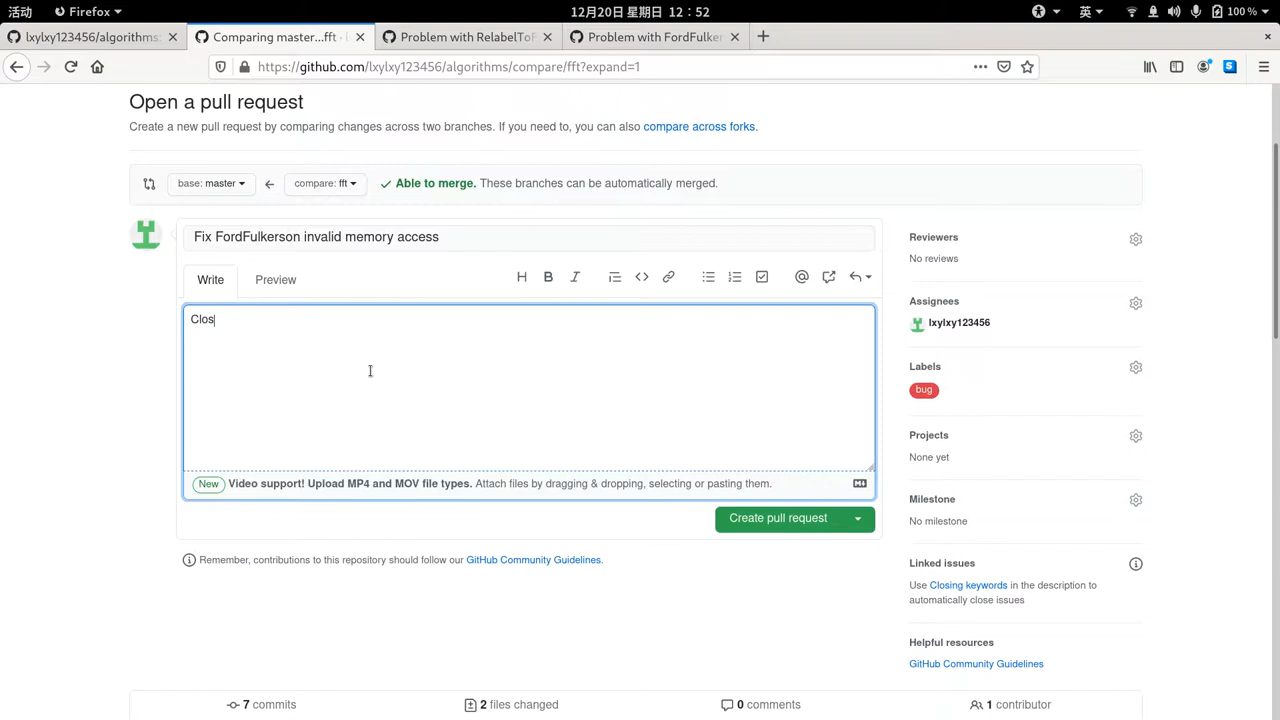 活动
Firefox
12月20日 星期日 12∶52
英
100 %
lxylxy123456/algorithms:
Comparing master...fft · l
Problem with RelabelToF
Problem with FordFulker
https://github.com/lxylxy123456/algorithms/compare/fft?expand=1
Open a pull request
Create a new pull request by comparing changes across two branches. If you need to, you can also compare across forks.
base: master
compare: fft
Able to merge. These branches can be automatically merged.
Fix FordFulkerson invalid memory access
Write
Preview
Clos
New Video support! Upload MP4 and MOV file types. Attach files by dragging & dropping, selecting or pasting them.
Create pull request
Remember, contributions to this repository should follow our GitHub Community Guidelines.
Reviewers
No reviews
Assignees
lxylxy123456
Labels
bug
Projects
None yet
Milestone
No milestone
Linked issues
Use Closing keywords in the description to
automatically close issues
Helpful resources
GitHub Community Guidelines
7 commits
2 files changed
0 comments
1 contributor